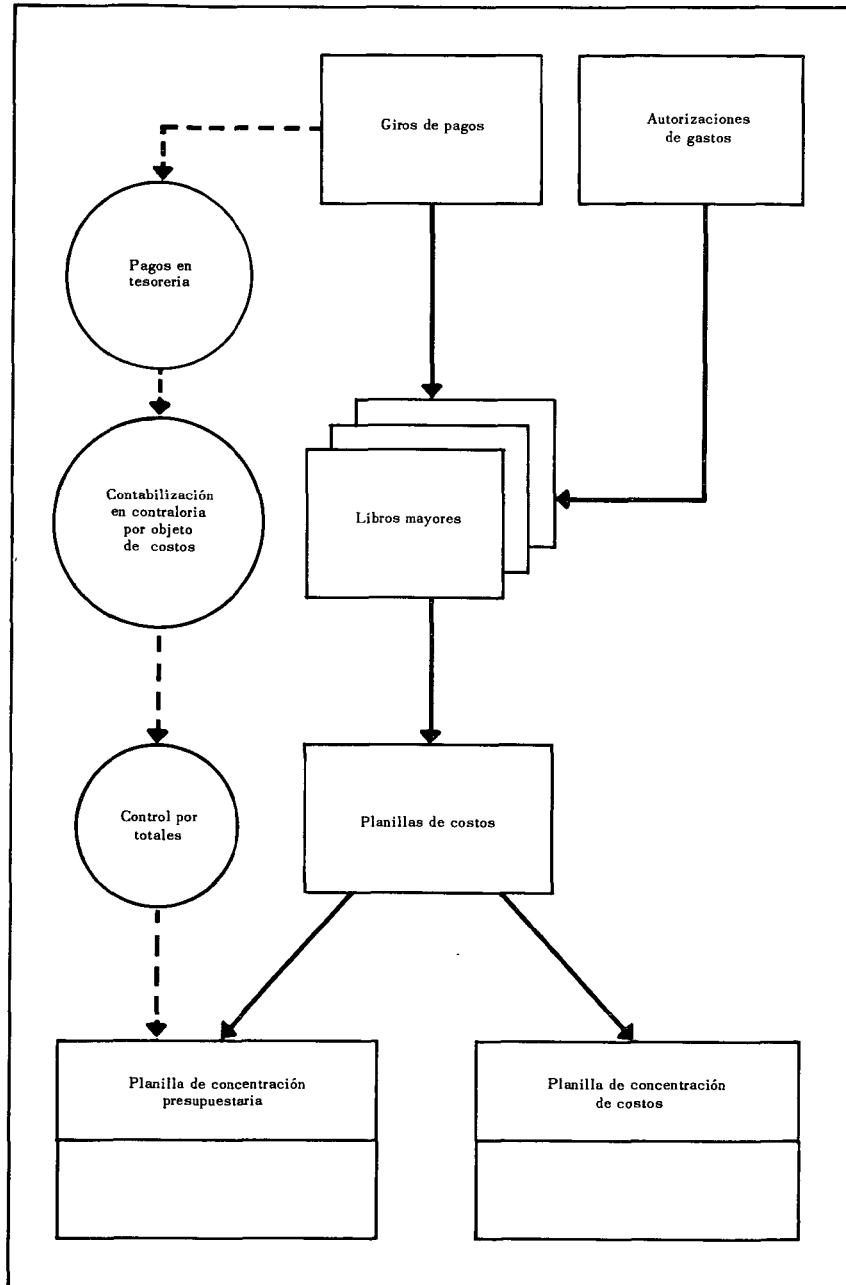 Giros de pagos
Autorizaciones
de gastos
Pagos en
tesoreria
Contabilización
en contraloria
por objeto
de costos
Libros mayores
Control por
totales
Planillas de costos
Planilla de concentración
presupuestaria
Planilla de concentración
de costos